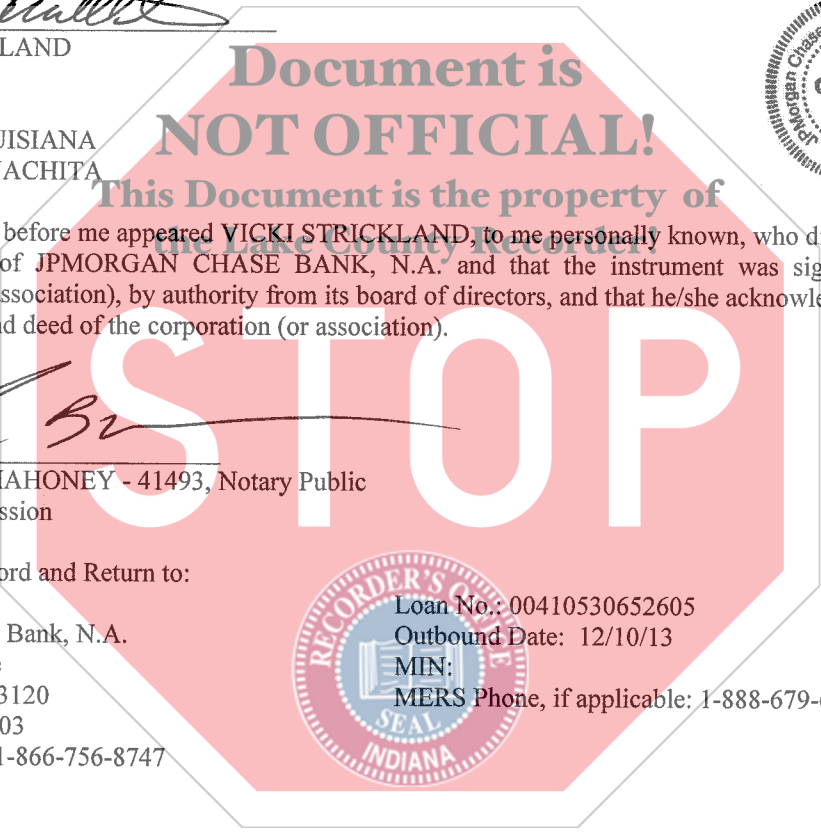 LAND
Document is
NOT OFFICIAL!
This Document is the property of
the Lake County Recorder!
JPMorgan Chase
UISIANA
ACHITA
before me appeared VICKI STRICKLAND, to me personally known, who di
of JPMORGAN CHASE BANK, N.A. and that the instrument was sig
ssociation), by authority from its board of directors, and that he/she acknowle
nd deed of the corporation (or association).
STOP
MAHONEY - 41493, Notary Public
ssion
ord and Return to:
Bank, N.A.
3120
03
1-866-756-8747
Loan No.: 00410530652605
Outbound Date: 12/10/13
MIN:
MERS Phone, if applicable: 1-888-679-
RECORDER'S OFFICE
SEAL
INDIANA